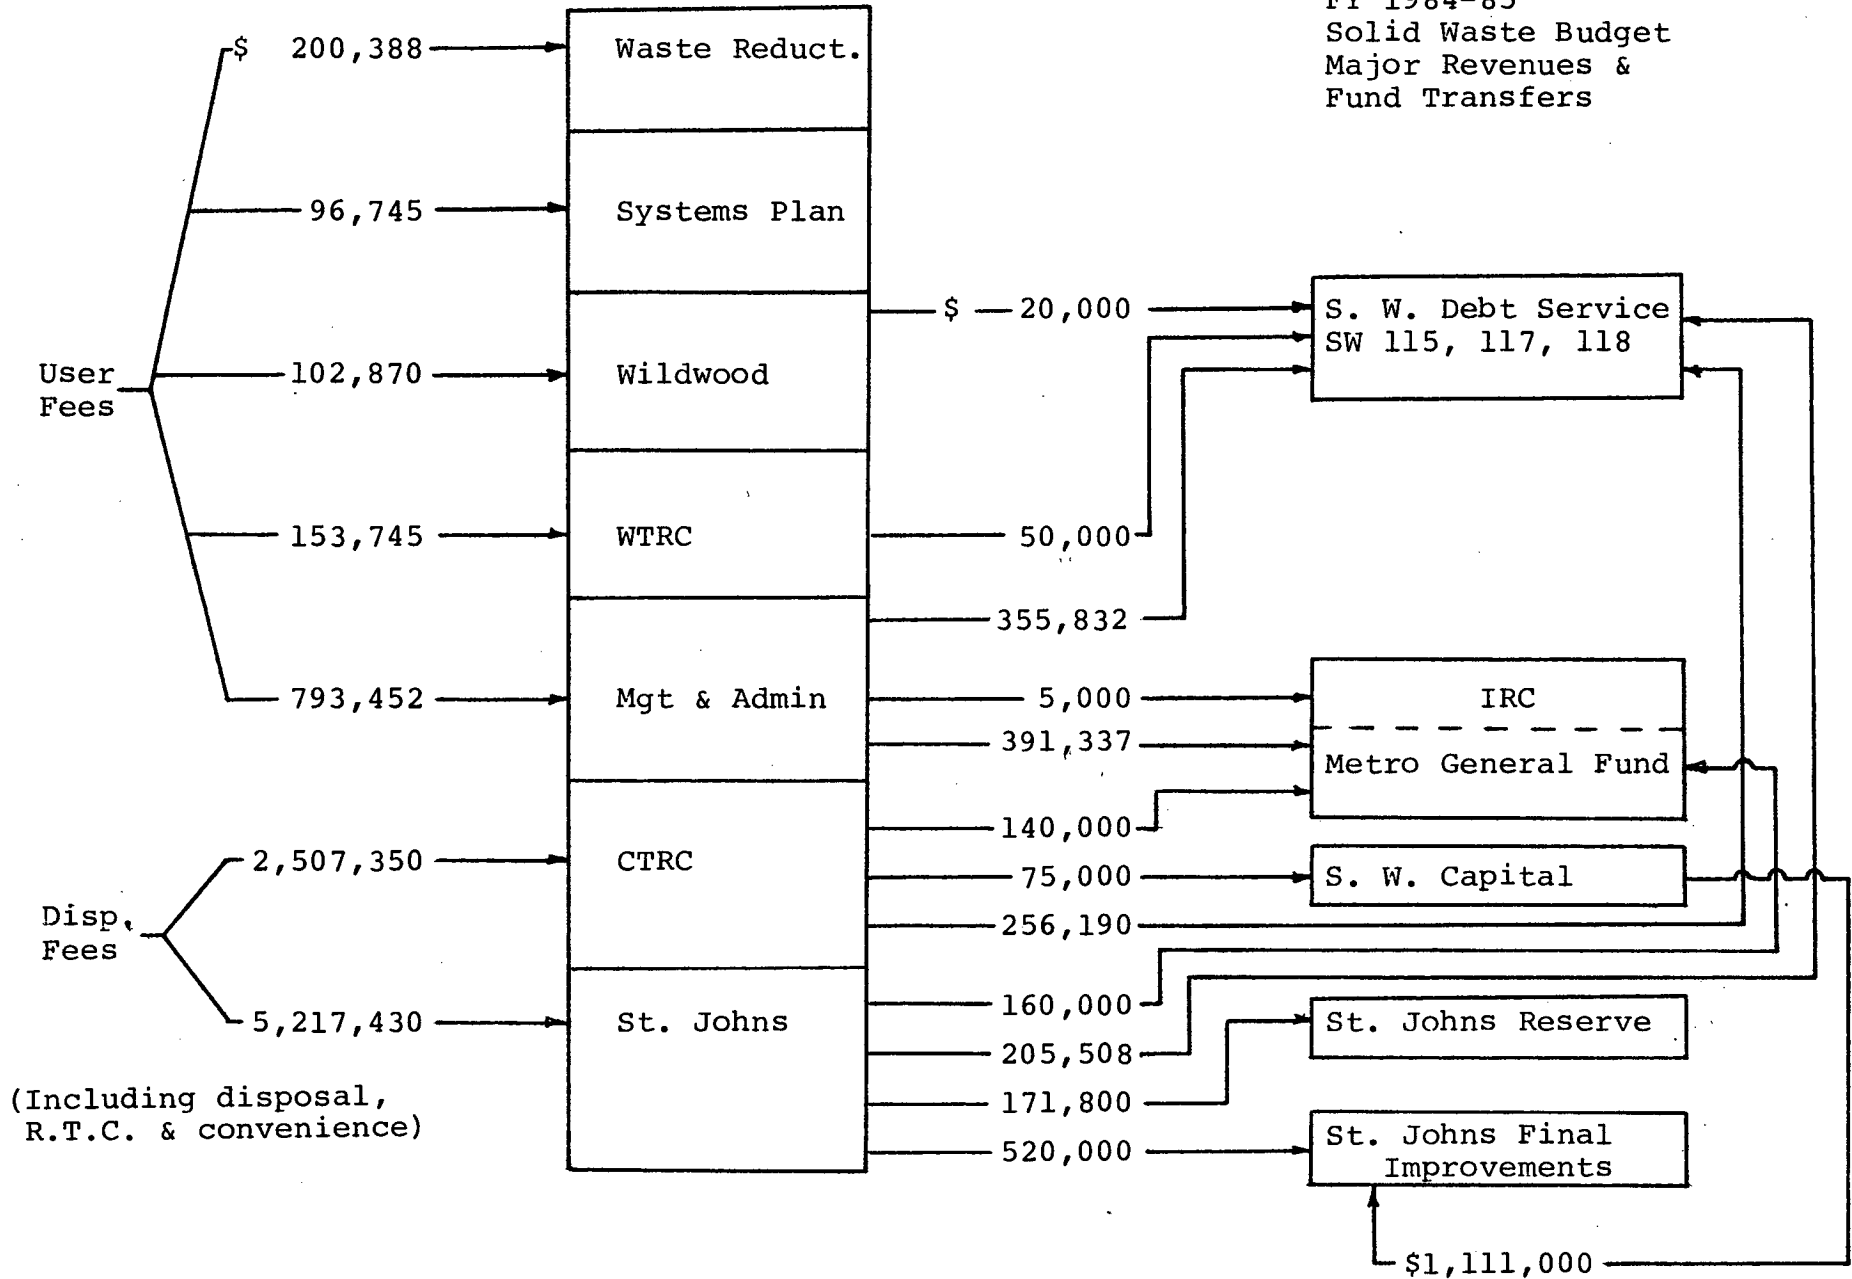 FY 1984-85
Solid Waste Budget
Major Revenues &
Fund Transfers
User
Fees
$ 200,388
96,745
102,870
153,745
793,452
Disp.
Fees
2,507,350
5,217,430
(Including disposal,
R.T.C. & convenience)
Waste Reduct.
Systems Plan
Wildwood
WTRC
Mgt & Admin
CTRC
St. Johns
$ 20,000
50,000
355,832
5,000
391,337
140,000
75,000
256,190
160,000
205,508
171,800
520,000
S. W. Debt Service
SW 115, 117, 118
IRC
Metro General Fund
S. W. Capital
St. Johns Reserve
St. Johns Final
Improvements
$1,111,000